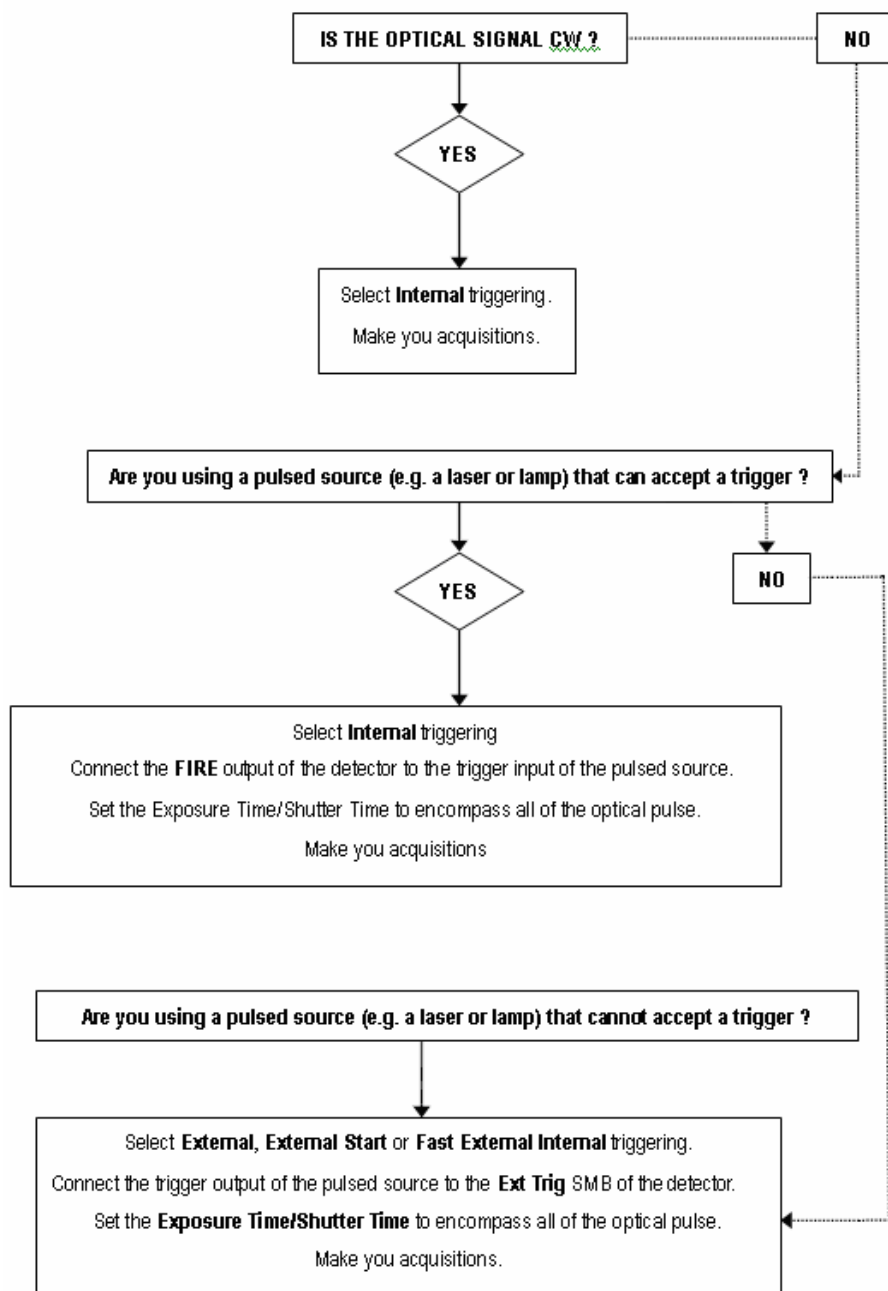 IS THE OPTICAL SIGNAL CW ?
NO
YES
Select Internal triggering.
Make you acquisitions.
Are you using a pulsed source (e.g. a laser or lamp) that can accept a trigger ?
NO
YES
Select Internal triggering
Connect the FIRE output of the detector to the trigger input of the pulsed source.
Set the Exposure Time/Shutter Time to encompass all of the optical pulse.
Make you acquisitions
Are you using a pulsed source (e.g. a laser or lamp) that cannot accept a trigger ?
Select External, External Start or Fast External Internal triggering.
Connect the trigger output of the pulsed source to the Ext Trig SMB of the detector.
Set the Exposure Time/Shutter Time to encompass all of the optical pulse.
Make you acquisitions.